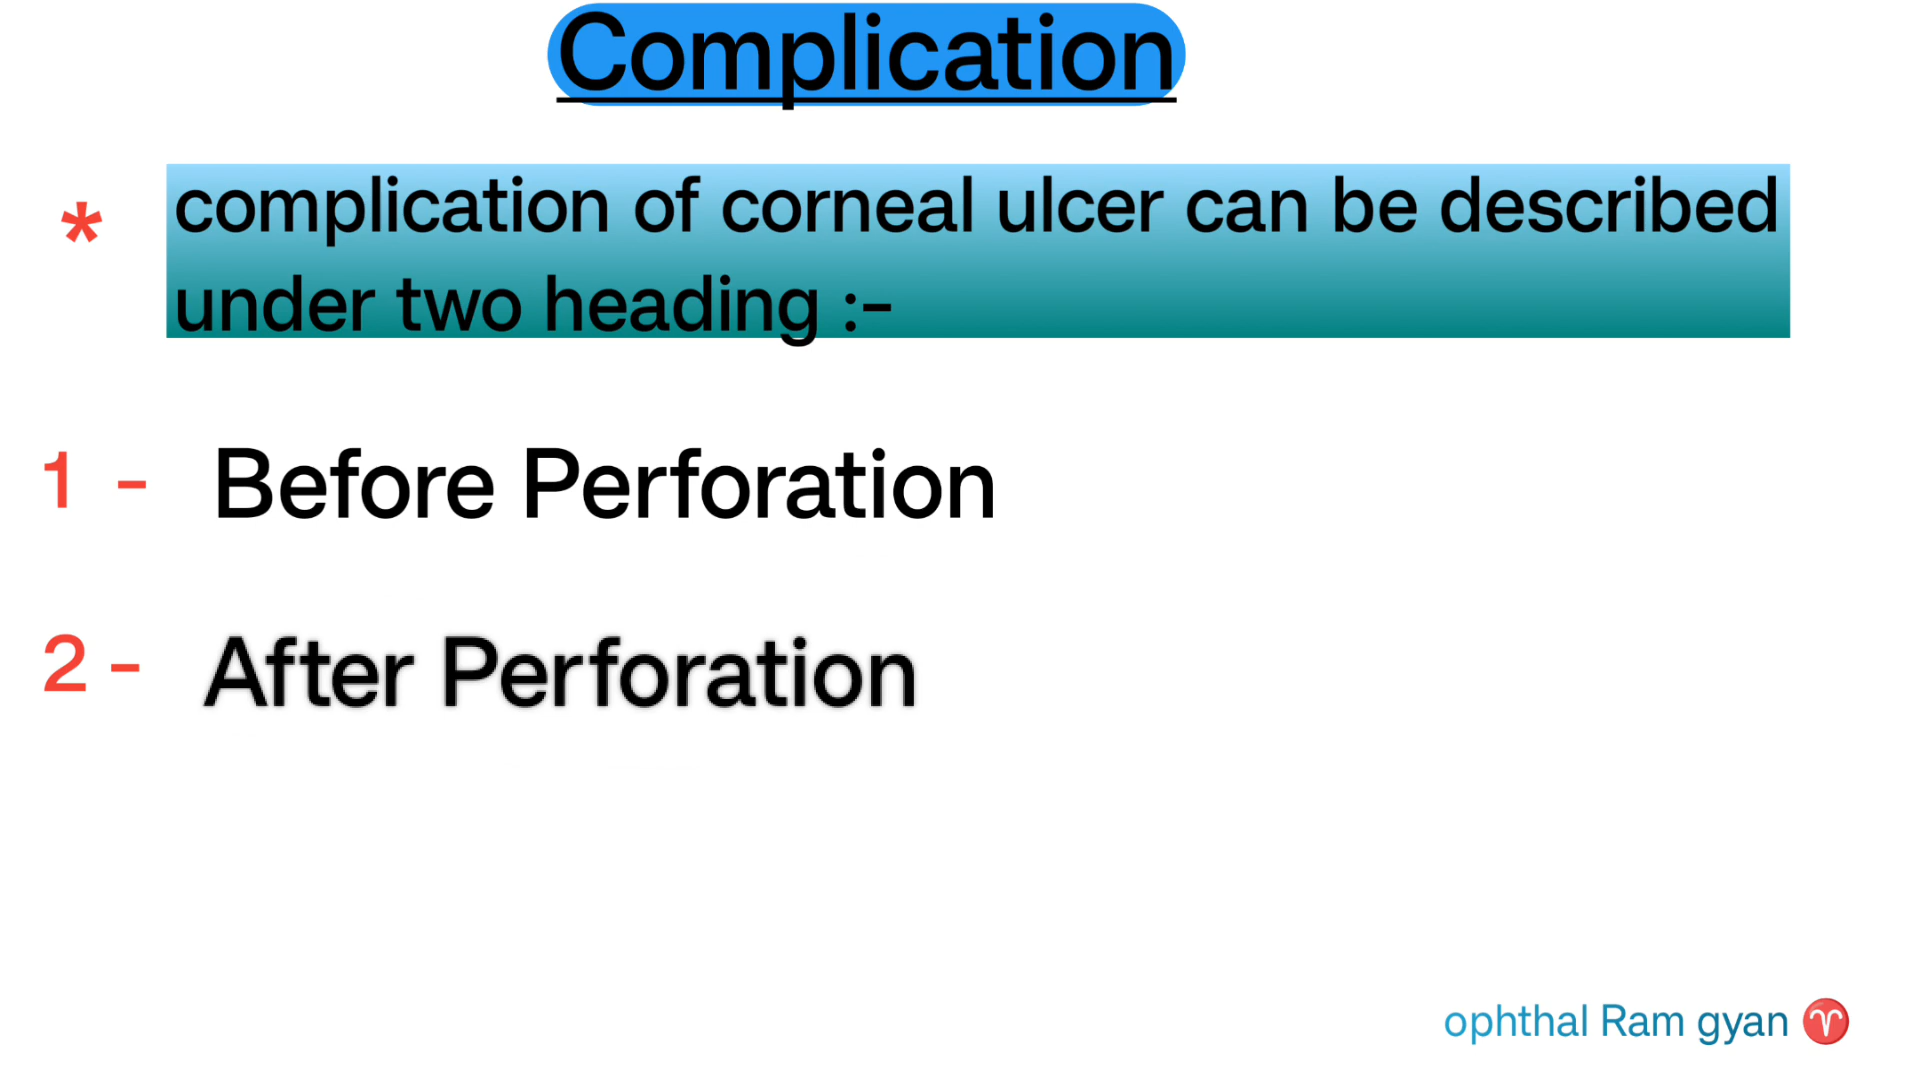 Complication
* complication of corneal ulcer can be described
under two heading :-
1 - Before Perforation
2 - After Perforation
ophthal Ram gyan ♈